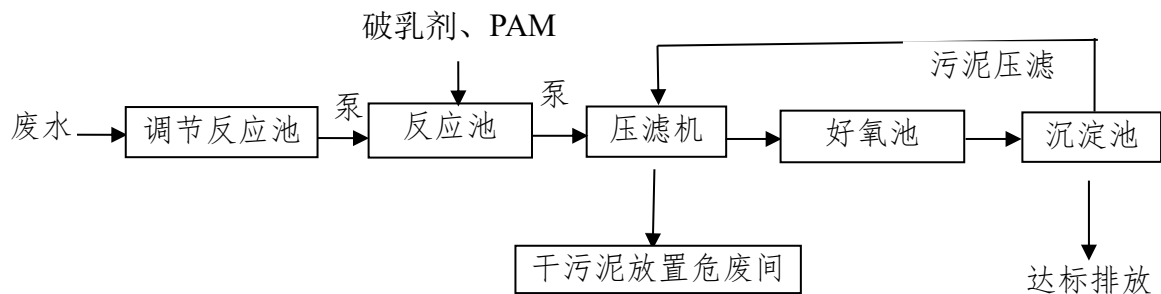 破乳剂、PAM
污泥压滤
废水
调节反应池
泵
反应池
泵
压滤机
好氧池
沉淀池
干污泥放置危废间
达标排放